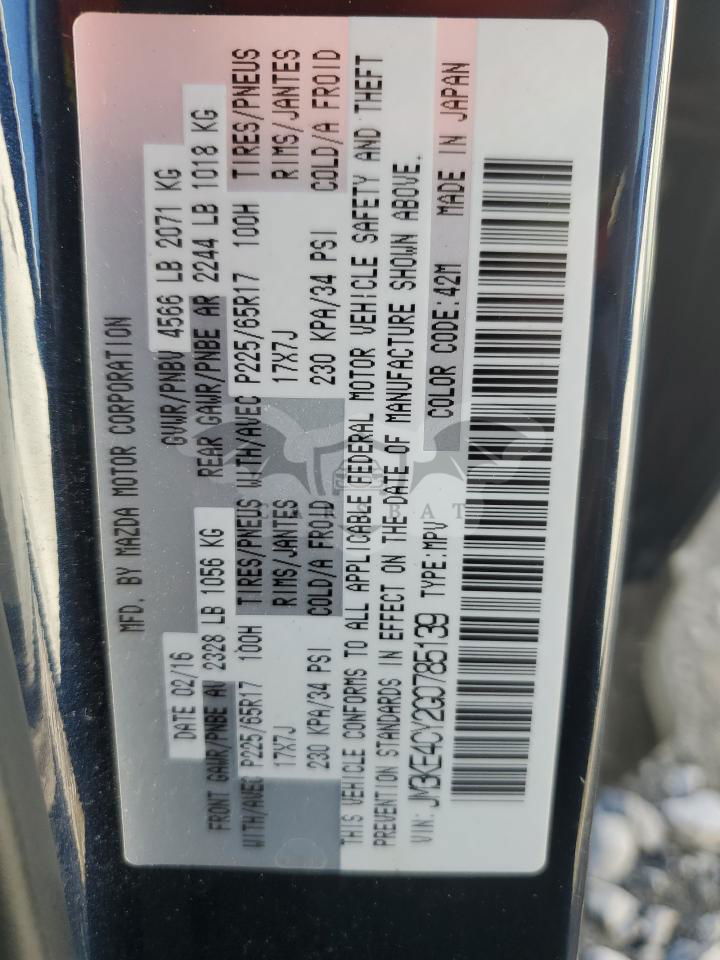 MFD. BY MAZDA MOTOR CORPORATION
DATE 02/16 GVWR/PNBV 4566 LB 2071 KG
FRONT GAWR/PNBE AV 2328 LB 1056 KG REAR GAWR/PNBE AR 2244 LB 1018 KG
WITH/AVEC P225/65R17 100H TIRES/PNEUS WITH/AVEC P225/65R17 100H TIRES/PNEUS
17X7J RIMS/JANTES 17X7J RIMS/JANTES
230 KPA/34 PSI COLD/A FROID 230 KPA/34 PSI COLD/A FROID
THIS VEHICLE CONFORMS TO ALL APPLICABLE FEDERAL MOTOR VEHICLE SAFETY AND THEFT
PREVENTION STANDARDS IN EFFECT ON THE DATE OF MANUFACTURE SHOWN ABOVE.
VIN: JM3KE4CY2G0785139 TYPE: MPV COLOR CODE: 42M MADE IN JAPAN
CARSBAT